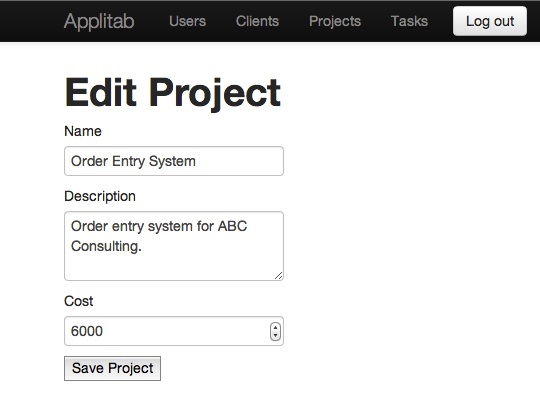 Applitab Users Clients Projects Tasks Log out
Edit Project
Name
Order Entry System
Description
Order entry system for ABC
Consulting.
Cost
6000
Save Project